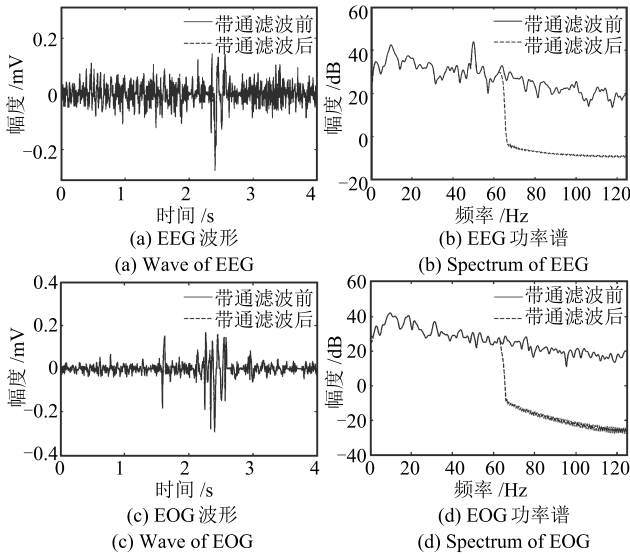 带通滤波前
带通滤波后
幅度 /mV
0.2
0
−0.2
0 1 2 3 4
时间 /s
(a) EEG 波形
(a) Wave of EEG
带通滤波前
带通滤波后
幅度 /dB
60
40
20
0
−20
0 20 40 60 80 100 120
频率 /Hz
(b) EEG 功率谱
(b) Spectrum of EEG
带通滤波前
带通滤波后
幅度 /mV
0.4
0.2
0
−0.2
−0.4
0 1 2 3 4
时间 /s
(c) EOG 波形
(c) Wave of EOG
带通滤波前
带通滤波后
幅度 /dB
60
40
20
0
−20
−40
0 20 40 60 80 100 120
频率 /Hz
(d) EOG 功率谱
(d) Spectrum of EOG